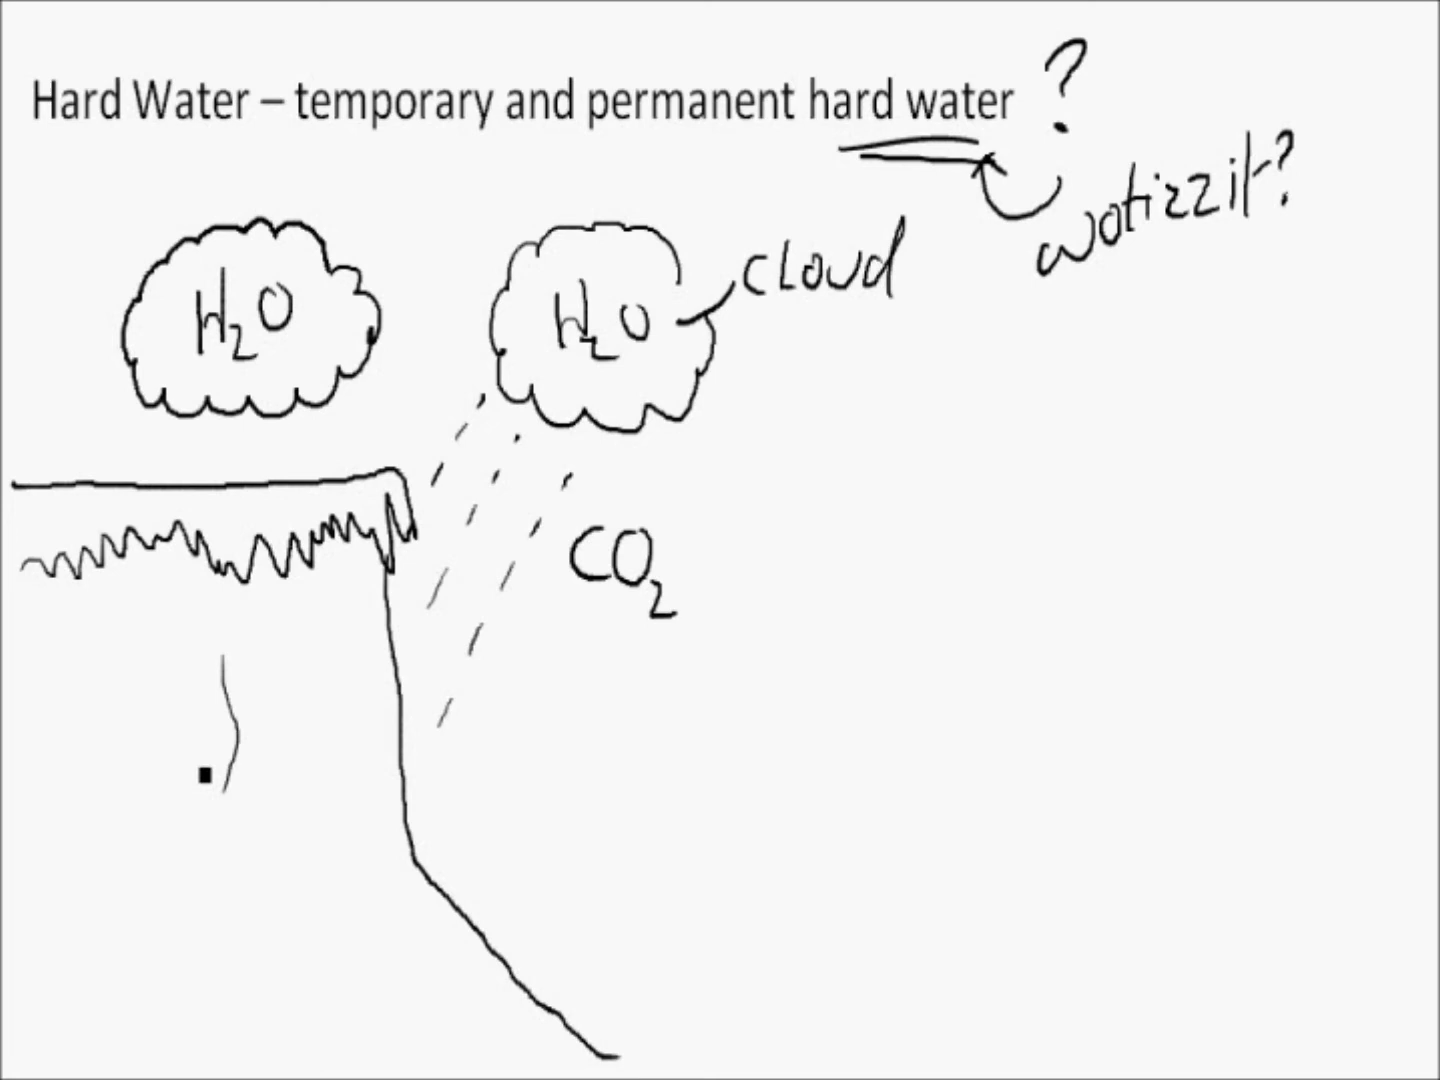 Hard Water – temporary and permanent hard water ?
wotizzit?
H₂O
H₂O
cloud
CO₂